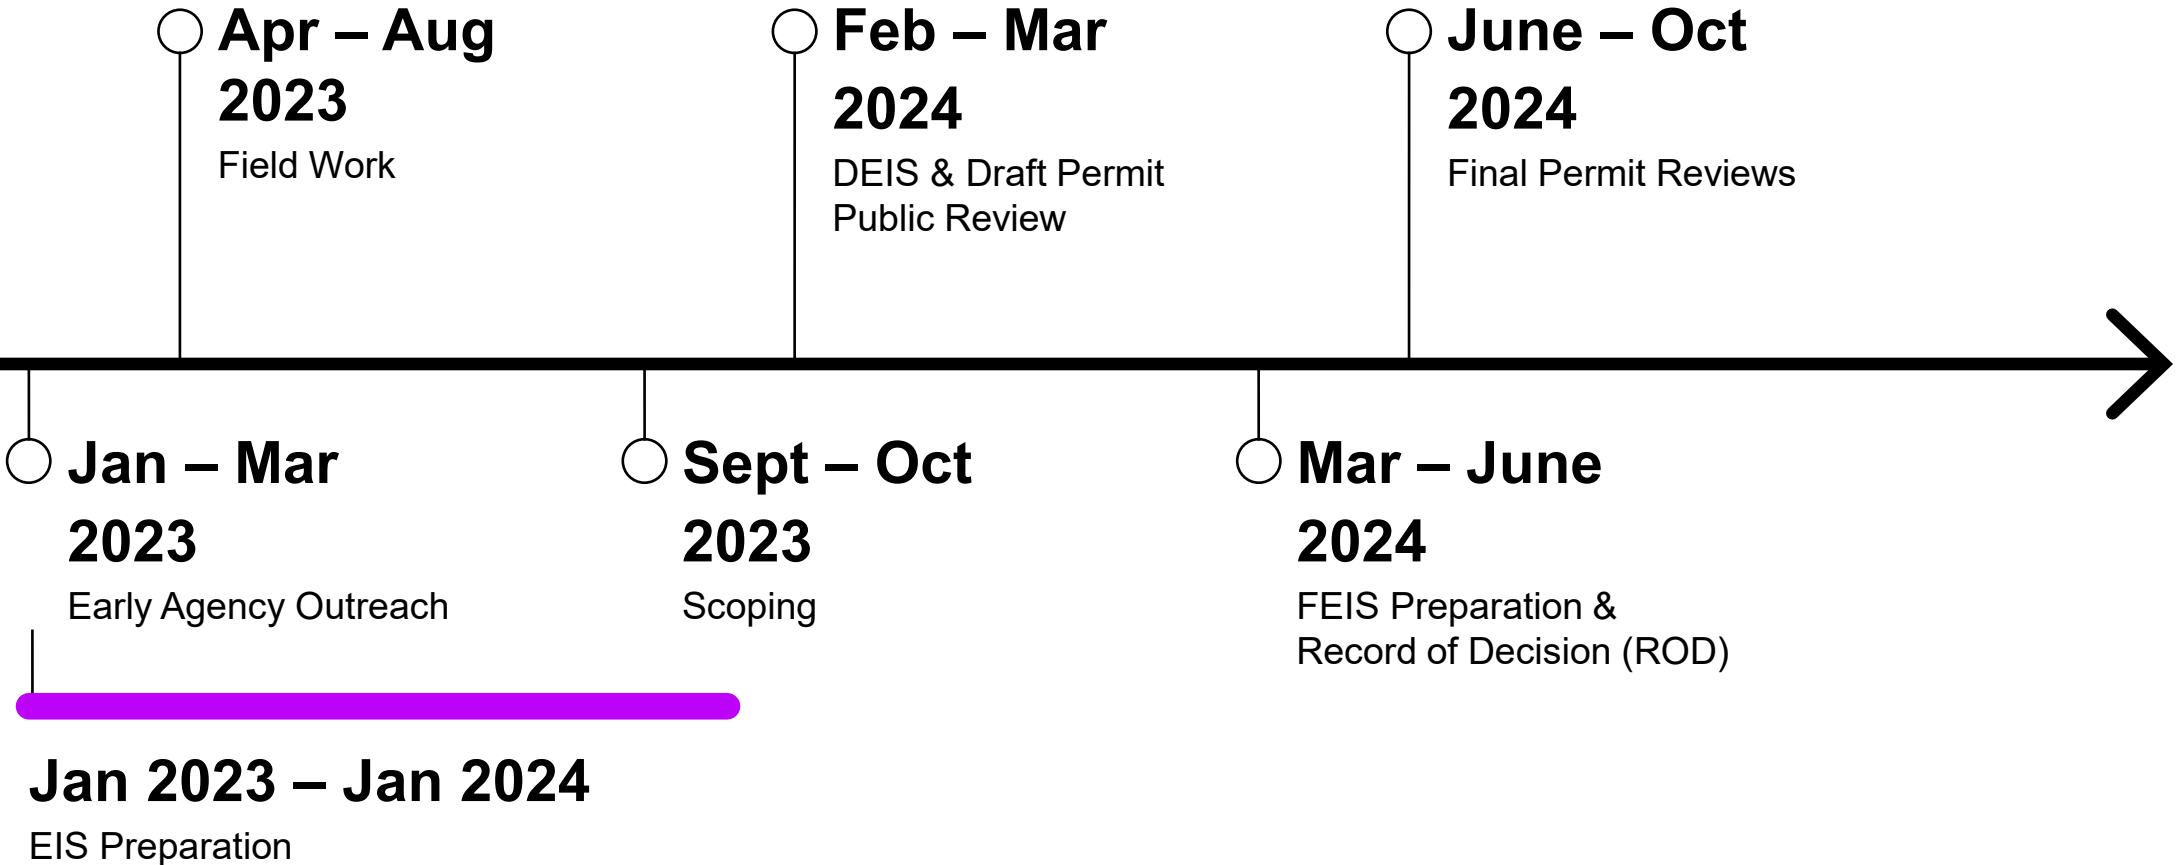 Apr – Aug
2023
Field Work
Feb – Mar
2024
DEIS & Draft Permit
Public Review
June – Oct
2024
Final Permit Reviews
Jan – Mar
2023
Early Agency Outreach
Sept – Oct
2023
Scoping
Mar – June
2024
FEIS Preparation &
Record of Decision (ROD)
Jan 2023 – Jan 2024
EIS Preparation